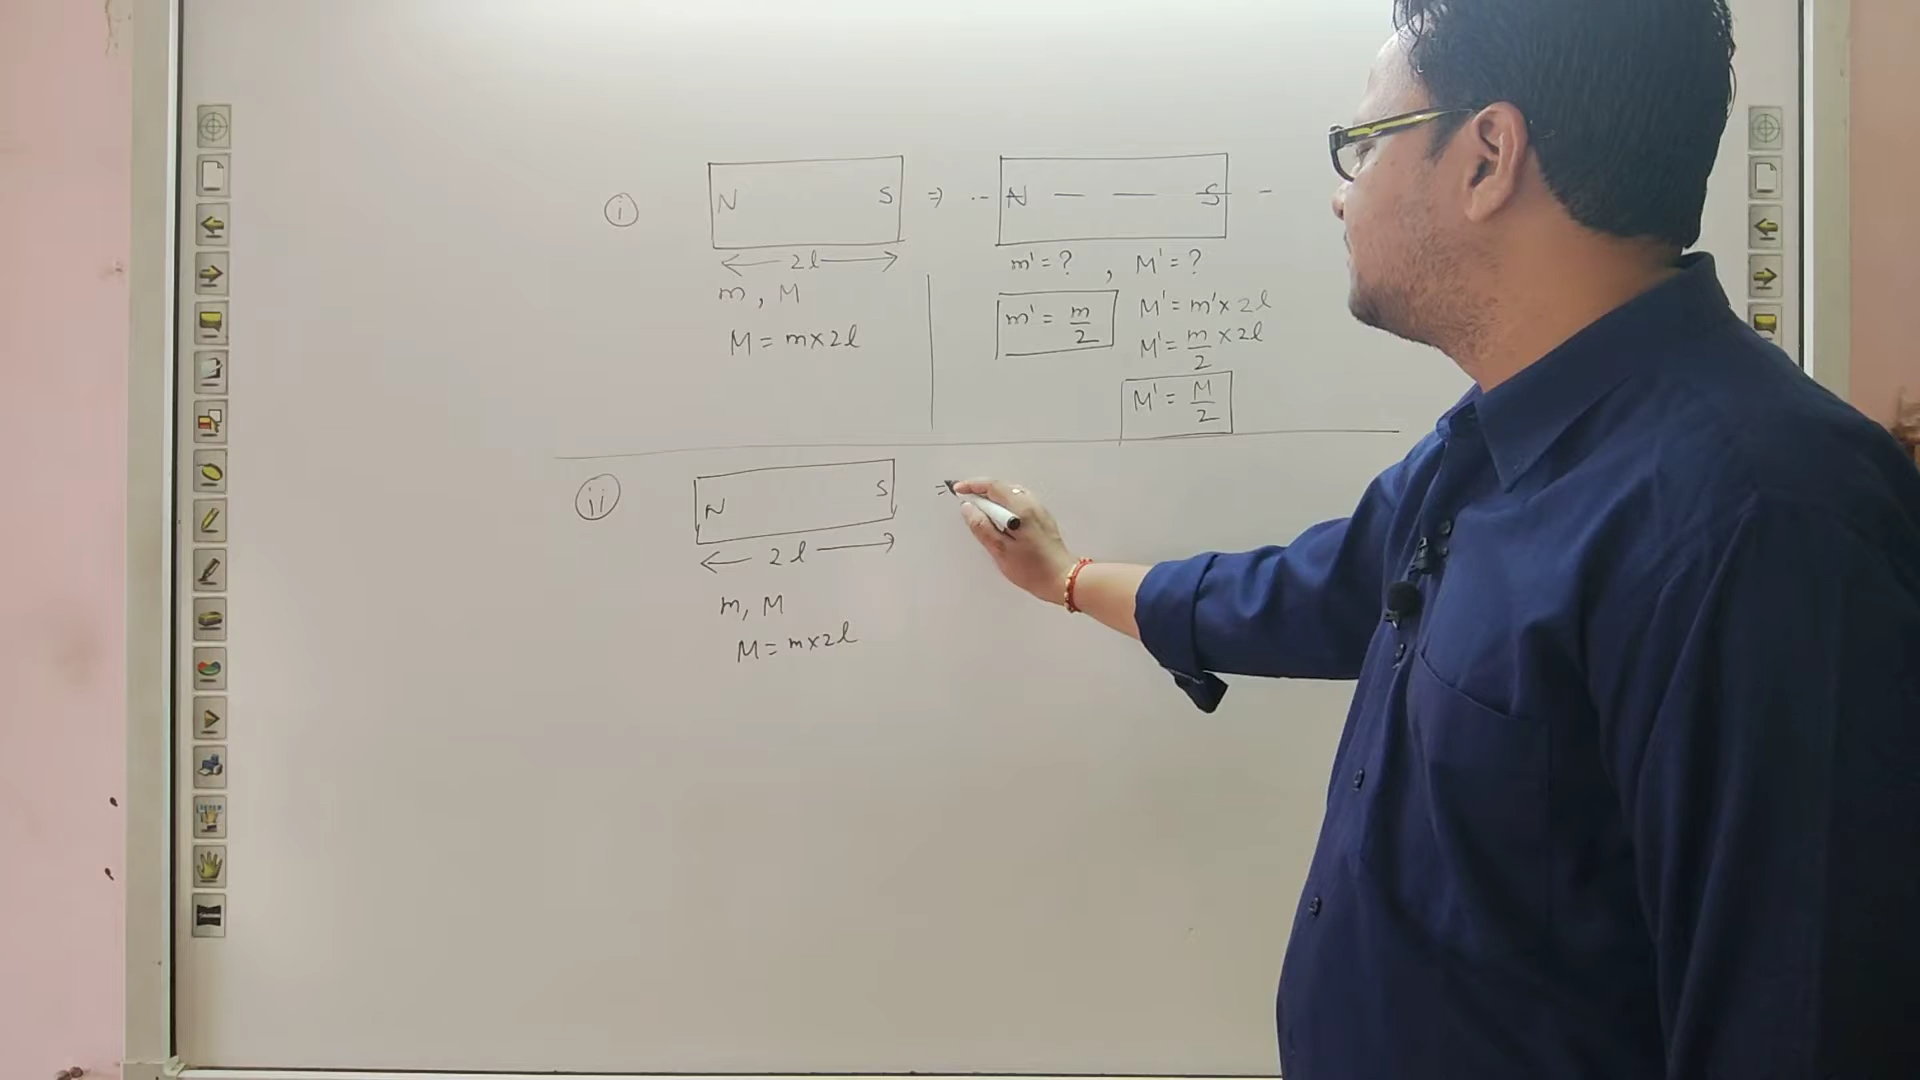 i
N S ⇒ -- N — — S -
2l
m, M
M = m×2l
m' = ? , M' = ?
m' = m/2
M' = m'× 2l
M' = m/2 × 2l
M' = M/2
ii
N S =
2l
m, M
M = m×2l